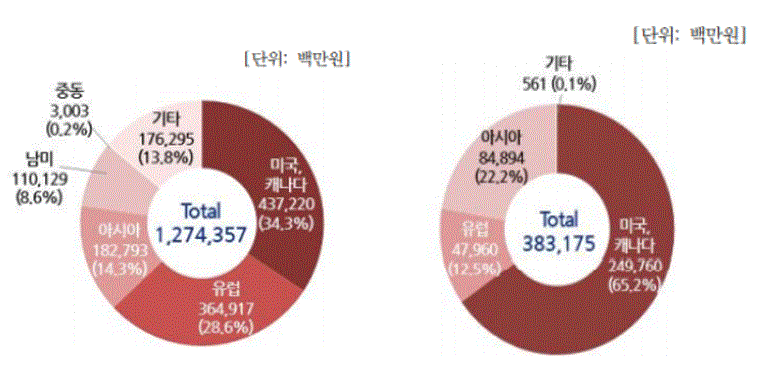 [단위: 백만원]
중동
3,003
(0.2%)
기타
176,295
(13.8%)
남미
110,129
(8.6%)
미국,
캐나다
437,220
(34.3%)
Total
1,274,357
아시아
182,793
(14.3%)
유럽
364,917
(28.6%)
[단위: 백만원]
기타
561 (0.1%)
아시아
84,894
(22.2%)
Total
383,175
유럽
47,960
(12.5%)
미국,
캐나다
249,760
(65.2%)